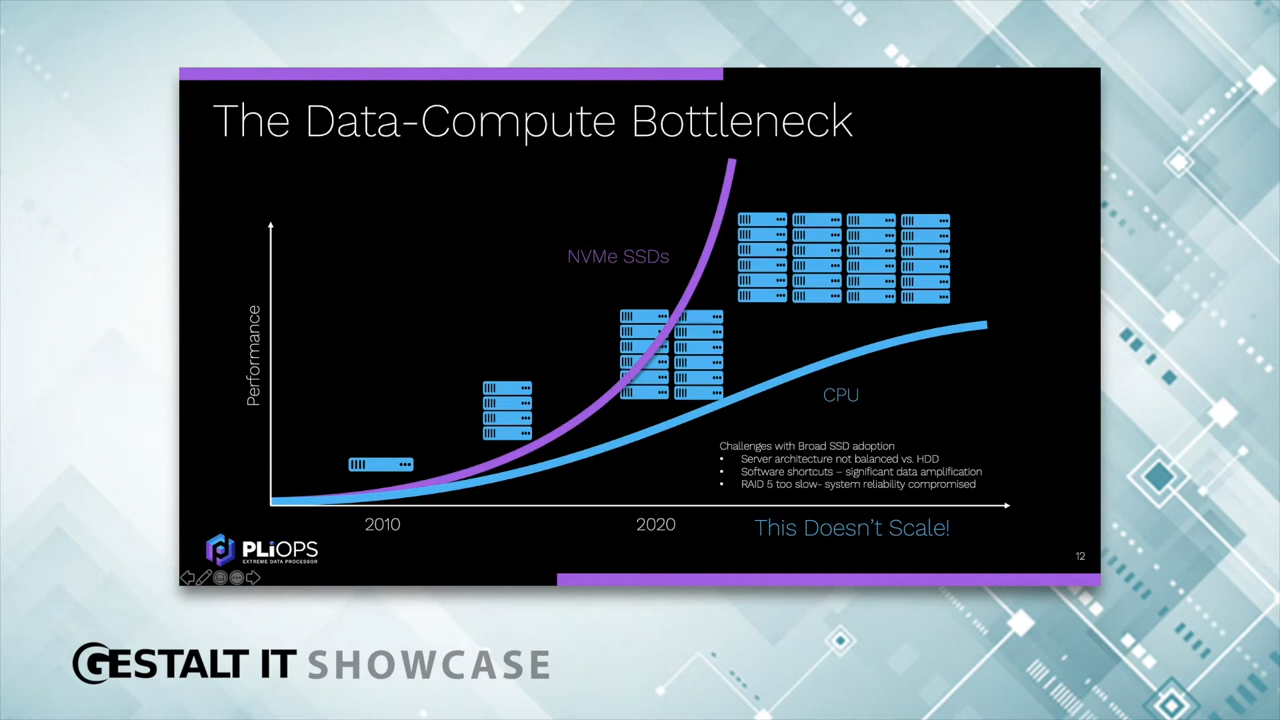 The Data-Compute Bottleneck
NVMe SSDs
Performance
CPU
Challenges with Broad SSD adoption
• Server architecture not balanced vs. HDD
• Software shortcuts – significant data amplification
• RAID 5 too slow- system reliability compromised
2010
2020
This Doesn't Scale!
PLiOPS
EXTREME DATA PROCESSOR
12
GESTALT IT SHOWCASE